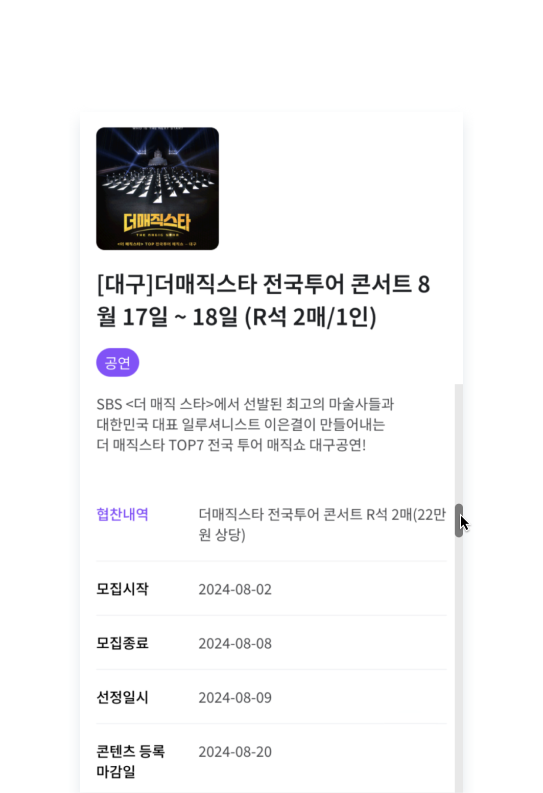 더매직스타
THE MAGIC STAR
[대구]더매직스타 전국투어 콘서트 8
월 17일 ~ 18일 (R석 2매/1인)
공연
SBS <더 매직 스타>에서 선발된 최고의 마술사들과
대한민국 대표 일루셔니스트 이은결이 만들어내는
더 매직스타 TOP7 전국 투어 매직쇼 대구공연!
협찬내역
더매직스타 전국투어 콘서트 R석 2매(22만
원 상당)
모집시작
2024-08-02
모집종료
2024-08-08
선정일시
2024-08-09
콘텐츠 등록
마감일
2024-08-20